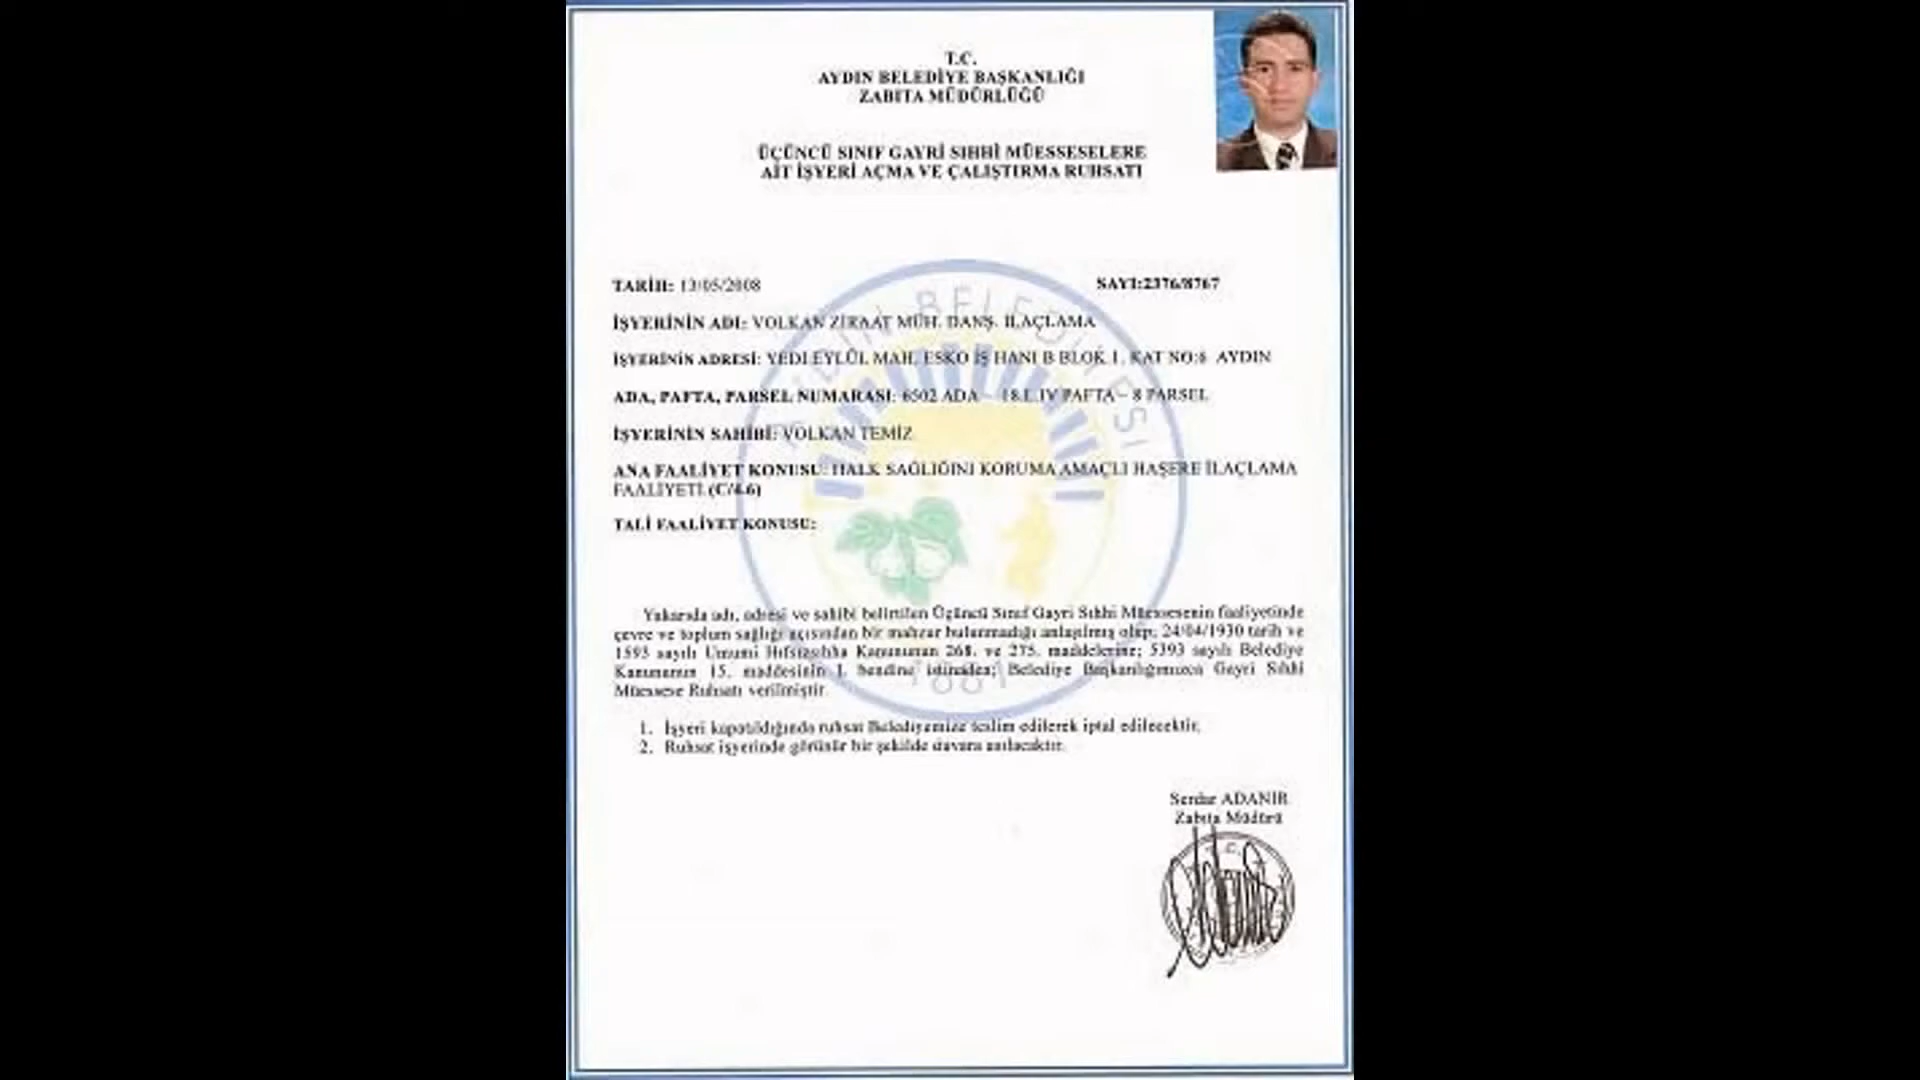 T.C.
AYDIN BELEDİYE BAŞKANLIĞI
ZABITA MÜDÜRLÜĞÜ
ÜÇÜNCÜ SINIF GAYRİ SIHHİ MÜESSESELERE
AİT İŞYERİ AÇMA VE ÇALIŞTIRMA RUHSATI
TARİH: 13/05/2008 SAYI:2376/8767
İŞYERİNİN ADI: VOLKAN ZİRAAT MÜH. DANŞ. İLAÇLAMA
İŞYERİNİN ADRESİ: YEDİ EYLÜL MAH. ESKO İŞ HANI B BLOK 1. KAT NO:6 AYDIN
ADA, PAFTA, PARSEL NUMARASI: 6502 ADA 18.L.IV PAFTA – 8 PARSEL
İŞYERİNİN SAHİBİ: VOLKAN TEMİZ
ANA FAALİYET KONUSU: HALK SAĞLIĞINI KORUMA AMAÇLI HAŞERE İLAÇLAMA
FAALİYETİ (C/4.6)
TALİ FAALİYET KONUSU:
Yukarıda adı, adresi ve sahibi belirtilen Üçüncü Sınıf Gayri Sıhhi Müessesenin faaliyetinde
çevre ve toplum sağlığı açısından bir mahzur bulunmadığı anlaşılmış olup; 24/04/1930 tarih ve
1593 sayılı Umumi Hıfzıssıhha Kanununun 268. ve 275. maddelerine; 5393 sayılı Belediye
Kanununun 15. maddesinin 1. bendine istinaden; Belediye Başkanlığımızca Gayri Sıhhi
Müessese Ruhsatı verilmiştir.
1. İşyeri kapatıldığında ruhsat Belediyemize teslim edilerek iptal edilecektir.
2. Ruhsat işyerinde görünür bir şekilde duvara asılacaktır.
Serdar ADANIR
Zabıta Müdürü
T.C.
AYDIN BELEDİYESİ
1881